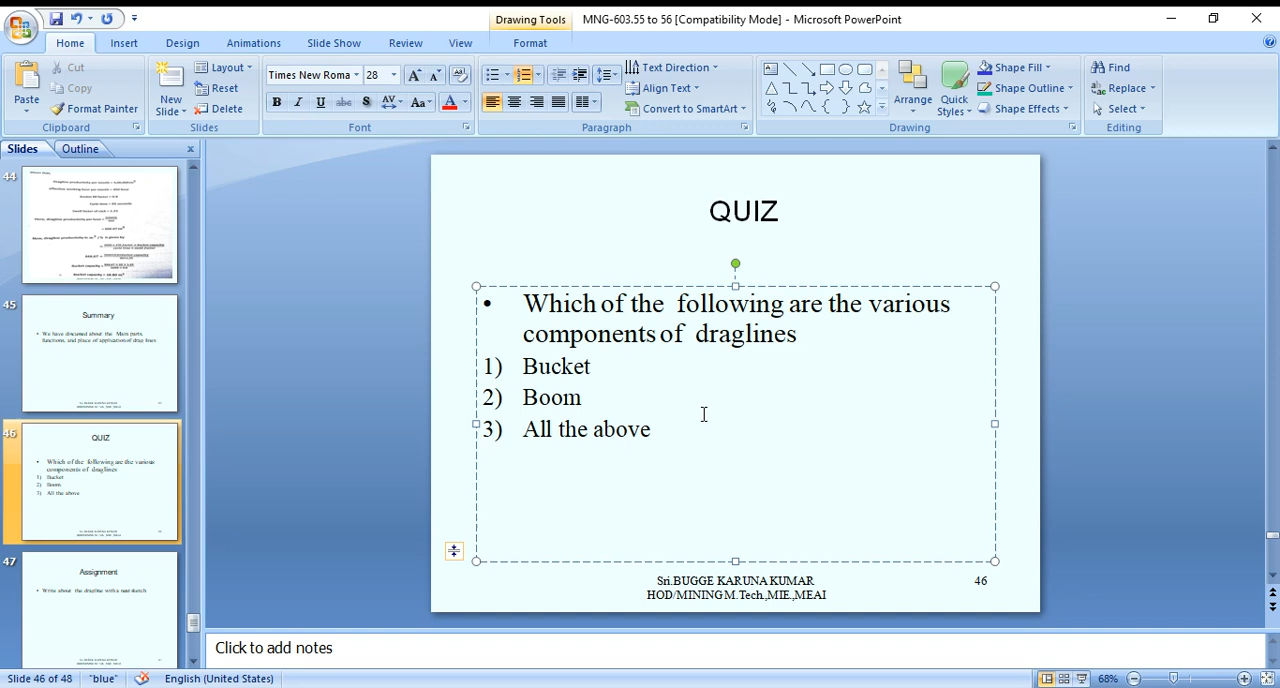 Drawing Tools
MNG-603.55 to 56 [Compatibility Mode] - Microsoft PowerPoint
Home Insert Design Animations Slide Show Review View Format
Paste
Cut
Copy
Format Painter
Clipboard
New Slide
Layout
Reset
Delete
Slides
Times New Roma 28
B I U abc S AV Aa A
Font
Text Direction
Align Text
Convert to SmartArt
Paragraph
Arrange
Quick Styles
Shape Fill
Shape Outline
Shape Effects
Drawing
Find
Replace
Select
Editing
Slides Outline
44
45
Summary
• We have discussed about the Main parts, functions, and place of application of drag lines.
46
QUIZ
• Which of the following are the various
components of draglines
1) Bucket
2) Boom
3) All the above
47
Assignment
• Write about the dragline with a neat sketch
QUIZ
• Which of the following are the various
components of draglines
1) Bucket
2) Boom
3) All the above
Sri.BUGGE KARUNA KUMAR
HOD/MINING M.Tech.,MIE.,MEAI
46
Click to add notes
Slide 46 of 48 "blue" English (United States) 68%